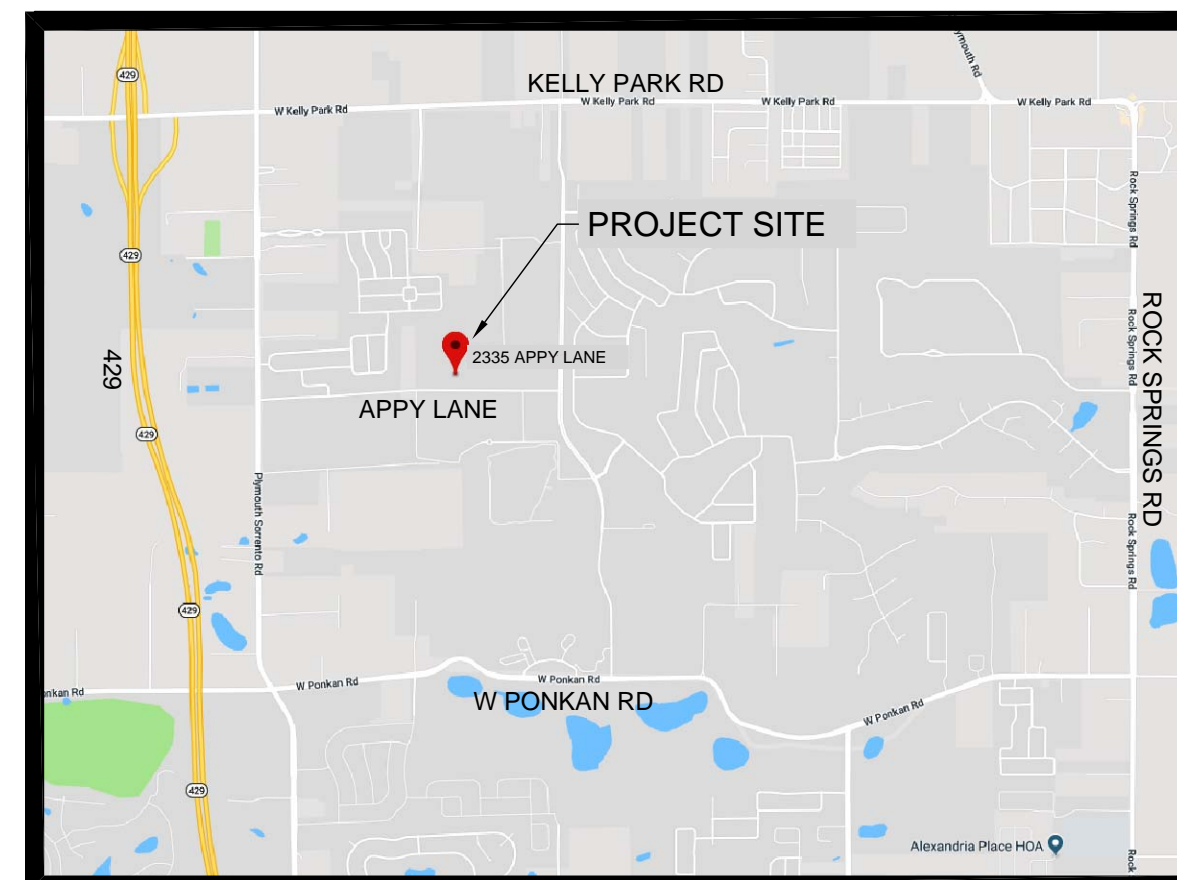 KELLY PARK RD
W Kelly Park Rd
W Kelly Park Rd
W Kelly Park Rd
W Kelly Park Rd
ymouth Rd
429
PROJECT SITE
Rock Springs Rd
429
ROCK SPRINGS RD
Rock Springs Rd
Rock Springs Rd
2335 APPY LANE
429
APPY LANE
429
Plymouth Sorrento Rd
Rock Springs Rd
429
W Ponkan Rd
W Ponkan Rd
onkan Rd
W PONKAN RD
W Ponkan Rd
429
Alexandria Place HOA
Rock